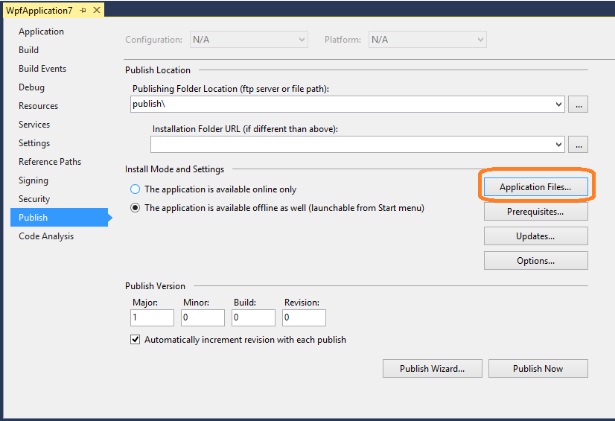 WpfApplication7
Application
Build
Build Events
Debug
Resources
Services
Settings
Reference Paths
Signing
Security
Publish
Code Analysis
Configuration: N/A Platform: N/A
Publish Location
Publishing Folder Location (ftp server or file path):
publish\
...
Installation Folder URL (if different than above):
...
Install Mode and Settings
The application is available online only
The application is available offline as well (launchable from Start menu)
Application Files...
Prerequisites...
Updates...
Options...
Publish Version
Major: Minor: Build: Revision:
1 0 0 0
Automatically increment revision with each publish
Publish Wizard... Publish Now